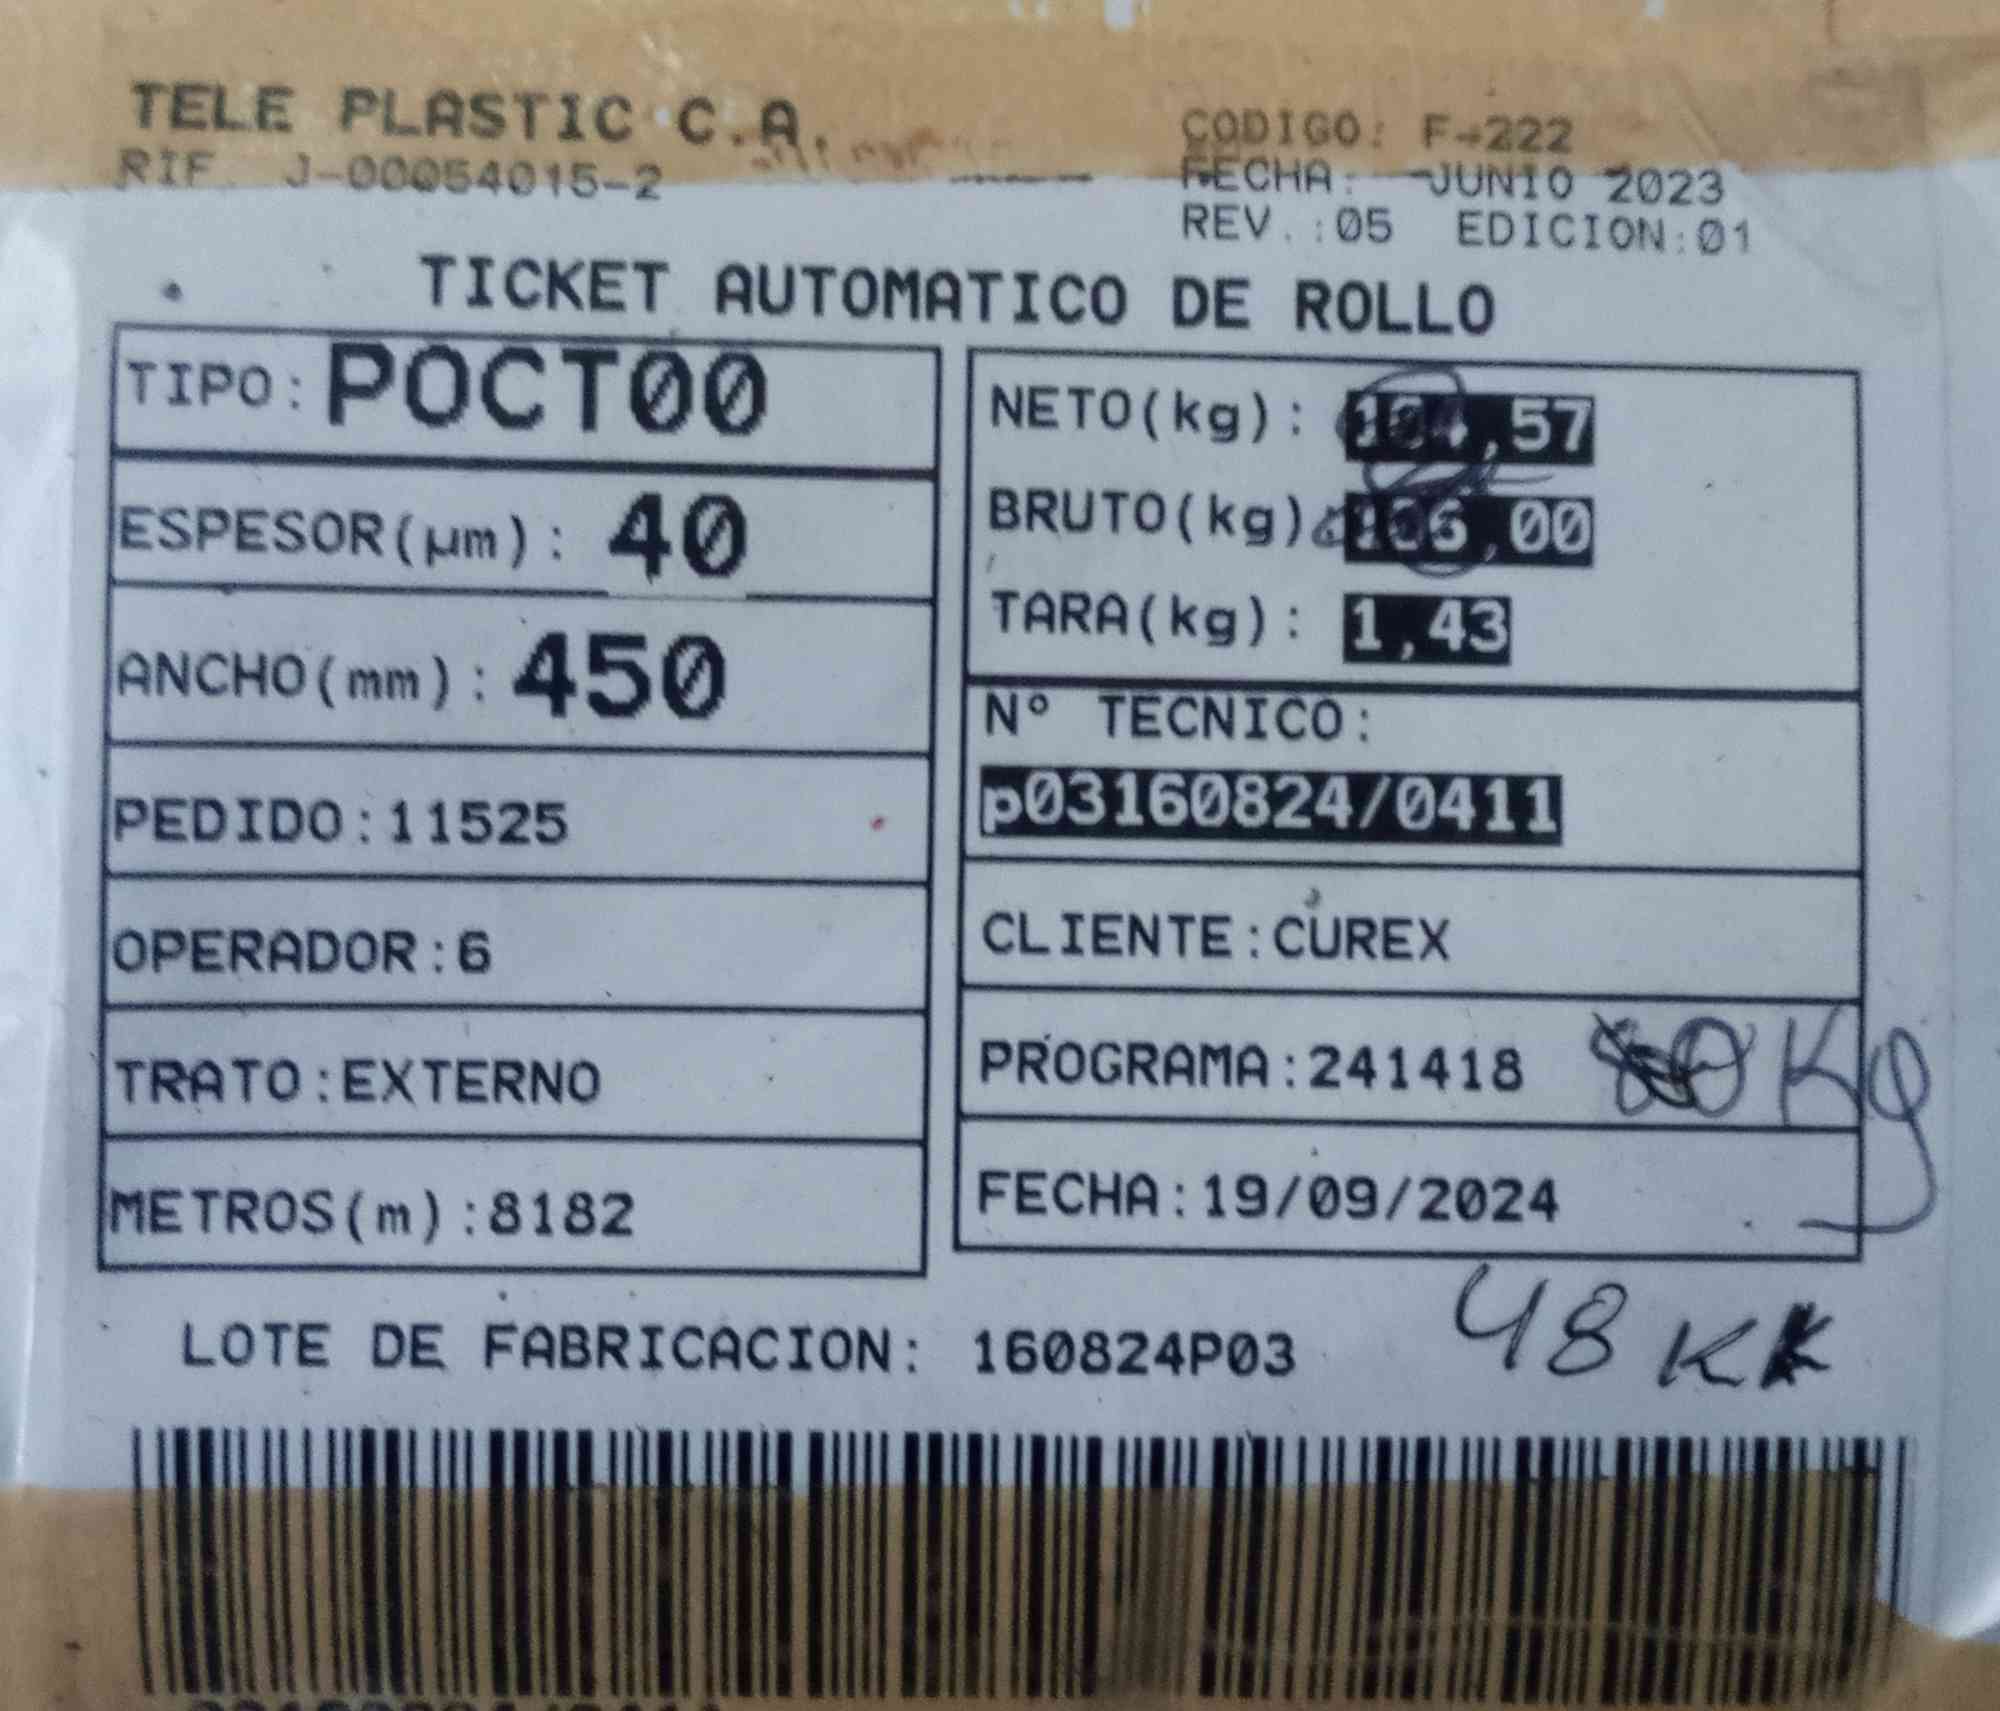 TELE PLASTIC C.A.
RIF. J-00054015-2
CODIGO: F-222
FECHA: JUNIO 2023
REV.:05 EDICION:01
TICKET AUTOMATICO DE ROLLO
TIPO: POCT00
ESPESOR(µm): 40
ANCHO(mm): 450
PEDIDO:11525
OPERADOR:6
TRATO:EXTERNO
METROS(m):8182
NETO(kg): 104,57
BRUTO(kg): 106,00
TARA(kg): 1,43
Nº TECNICO:
p03160824/0411
CLIENTE:CUREX
PROGRAMA:241418
Kg
FECHA:19/09/2024
48 K
LOTE DE FABRICACION: 160824P03